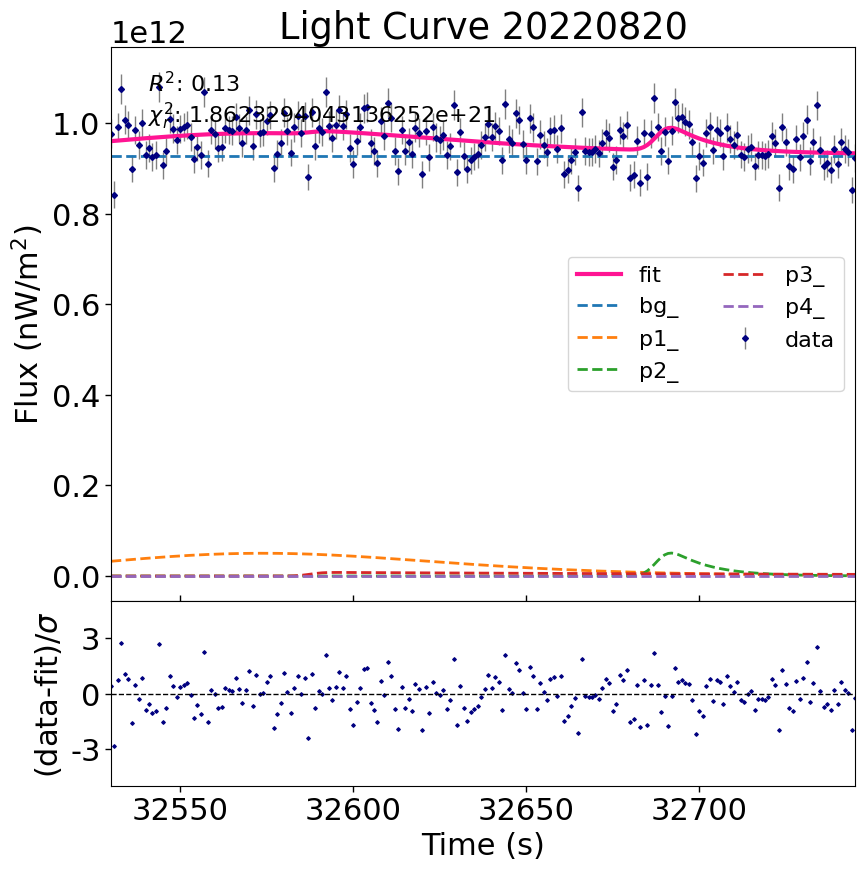 Light Curve 20220820
1e12
R²: 0.13
χ²ᵣ: 1.8623294043136252e+21
1.0
0.8
0.6
0.4
0.2
0.0
Flux (nW/m²)
fit
bg_
p1_
p2_
p3_
p4_
data
3
0
-3
(data-fit)/σ
32550
32600
32650
32700
Time (s)